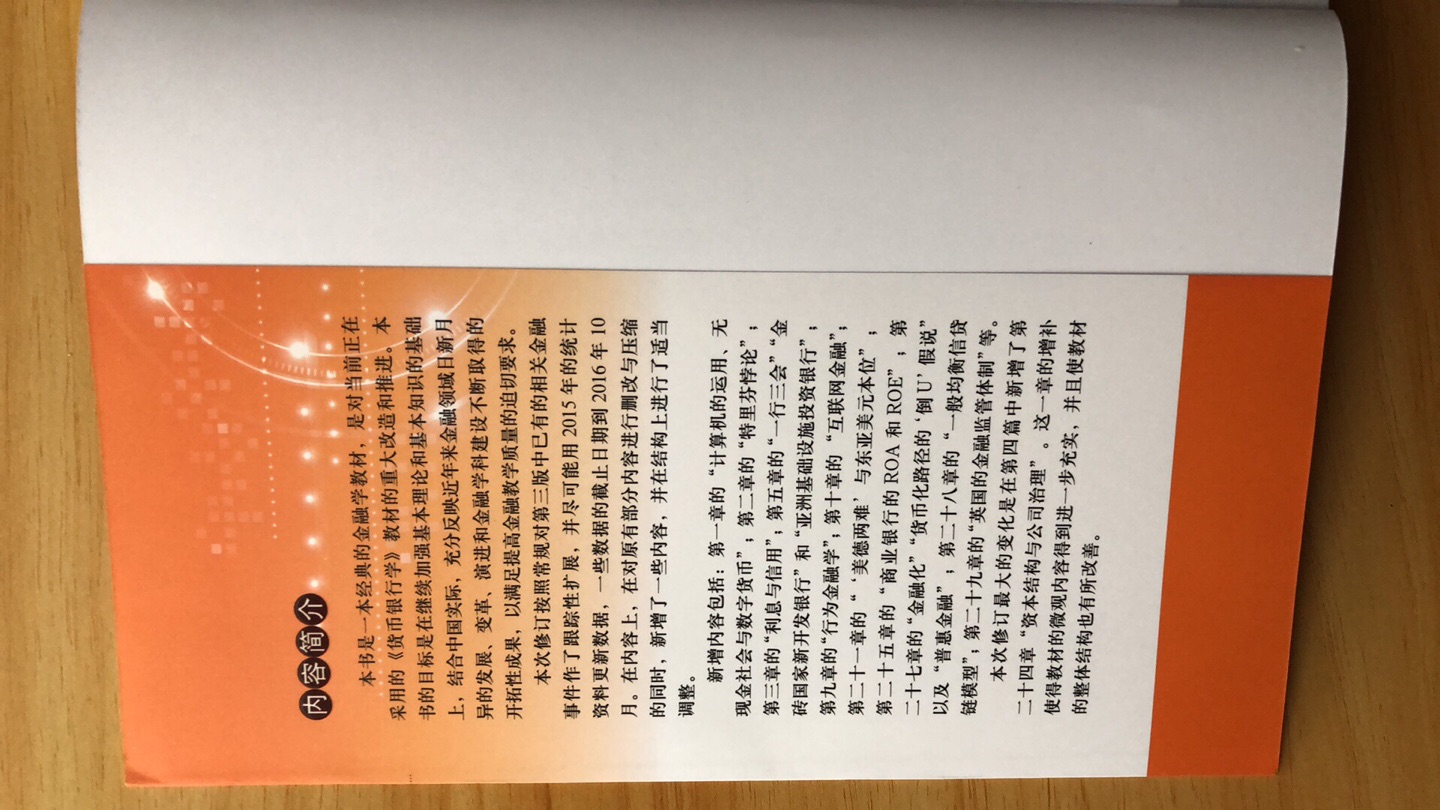 内容简介
本书是一本经典的金融学教材，是对当前正在
采用的《货币银行学》教材的重大改造和推进。本
书的目标是在继续加强基本理论和基本知识的基础
上，结合中国实际，充分反映近年来金融领域日新月
异的发展、变革、演进和金融学科建设不断取得的
开拓性成果，以满足提高金融教学质量的迫切要求。
本次修订按照常规对第三版中已有的相关金融
事件作了跟踪性扩展，并尽可能用 2015 年的统计
资料更新数据，一些数据的截止日期到 2016 年 10
月。在内容上，在对原有部分内容进行删改与压缩
的同时，新增了一些内容，并在结构上进行了适当
调整。
新增内容包括：第一章的“计算机的运用、无
现金社会与数字货币”；第二章的“特里芬悖论”；
第三章的“利息与信用”；第五章的“一行三会”“金
砖国家新开发银行”和“亚洲基础设施投资银行”；
第九章的“行为金融学”；第十章的“互联网金融”；
第二十一章的“‘美德两难’与东亚美元本位”；
第二十五章的“商业银行的 ROA 和 ROE”；第
二十七章的“金融化”“货币化路径的‘倒 U’假说”
以及“普惠金融”；第二十八章的“一般均衡信贷
链模型”；第二十九章的“英国的金融监管体制”等。
本次修订最大的变化是在第四篇中新增了第
二十四章“资本结构与公司治理”。这一章的增补
使得教材的微观内容得到进一步充实，并且使教材
的整体结构也有所改善。